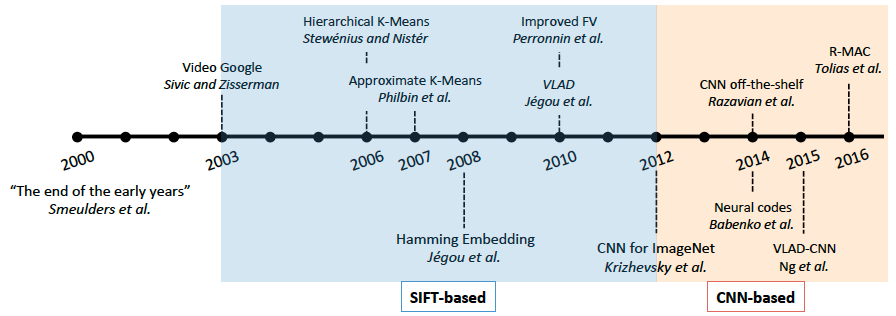 Hierarchical K-Means
Stewénius and Nistér
Improved FV
Perronnin et al.
R-MAC
Tolias et al.
Video Google
Sivic and Zisserman
Approximate K-Means
Philbin et al.
VLAD
Jégou et al.
CNN off-the-shelf
Razavian et al.
2000
2003
2006
2007
2008
2010
2012
2014
2015
2016
“The end of the early years”
Smeulders et al.
Hamming Embedding
Jégou et al.
CNN for ImageNet
Krizhevsky et al.
Neural codes
Babenko et al.
VLAD-CNN
Ng et al.
SIFT-based
CNN-based